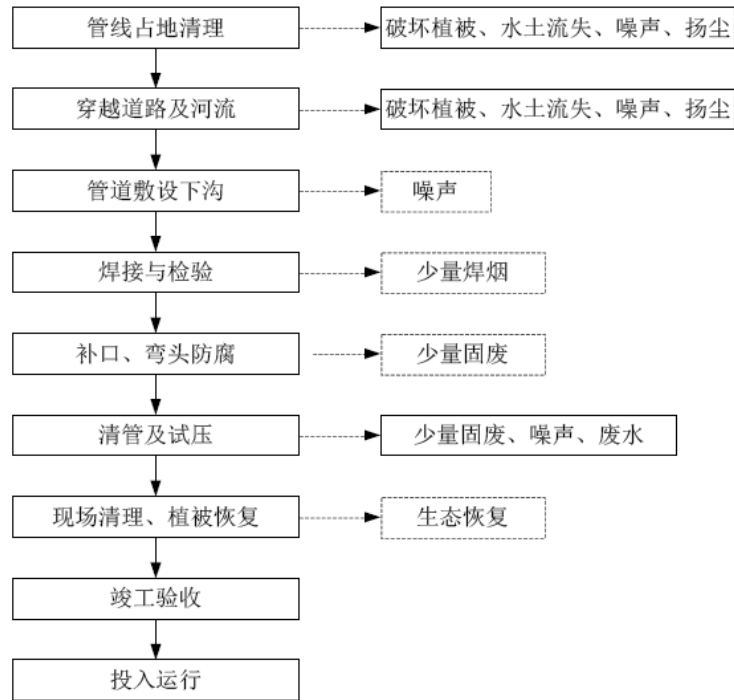 管线占地清理
破坏植被、水土流失、噪声、扬尘
穿越道路及河流
破坏植被、水土流失、噪声、扬尘
管道敷设下沟
噪声
焊接与检验
少量焊烟
补口、弯头防腐
少量固废
清管及试压
少量固废、噪声、废水
现场清理、植被恢复
生态恢复
竣工验收
投入运行